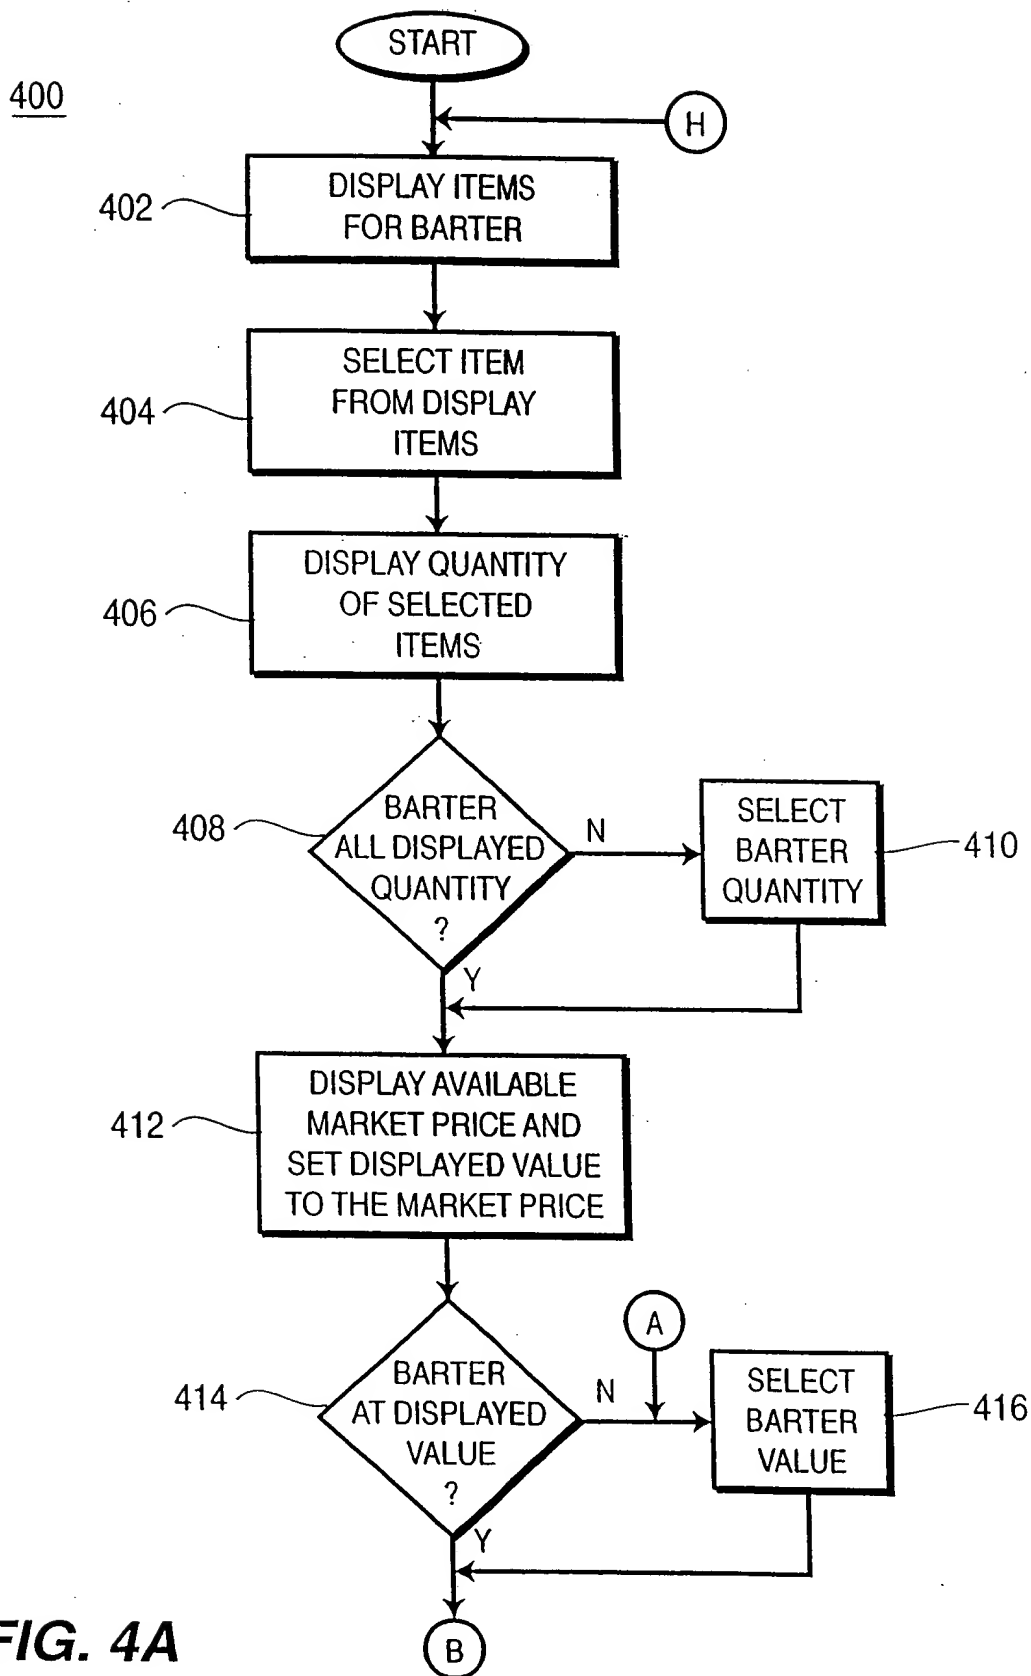 START
400
H
DISPLAY ITEMS
FOR BARTER
402
SELECT ITEM
FROM DISPLAY
ITEMS
404
DISPLAY QUANTITY
OF SELECTED
ITEMS
406
BARTER
ALL DISPLAYED
QUANTITY
?
408
N
SELECT
BARTER
QUANTITY
410
Y
DISPLAY AVAILABLE
MARKET PRICE AND
SET DISPLAYED VALUE
TO THE MARKET PRICE
412
A
BARTER
AT DISPLAYED
VALUE
?
414
N
SELECT
BARTER
VALUE
416
Y
B
FIG. 4A